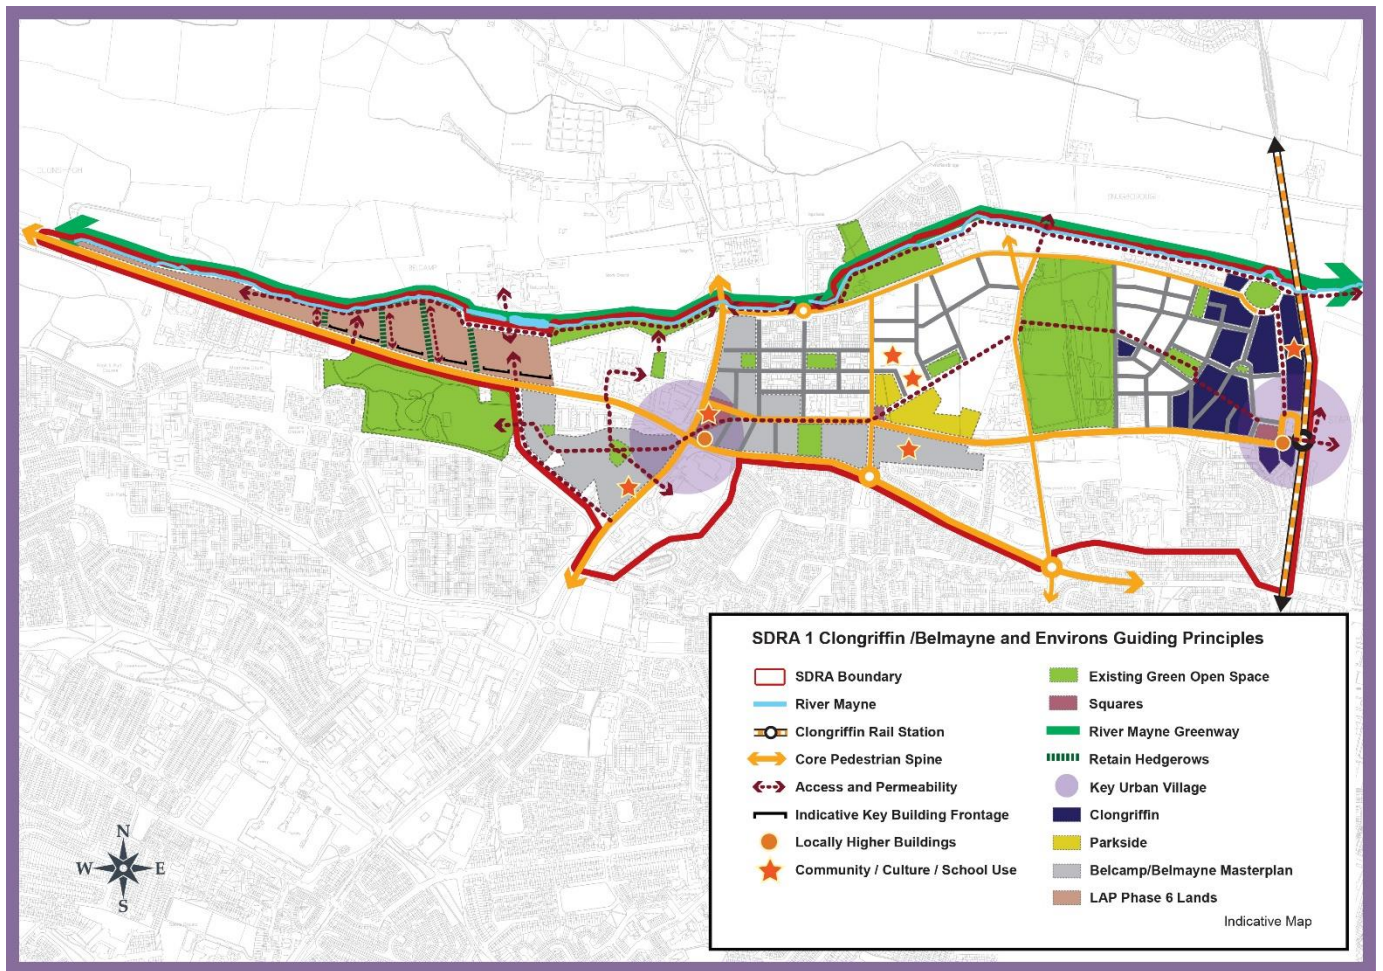 BELCAMP
N
W E
S
SDRA 1 Clongriffin /Belmayne and Environs Guiding Principles
SDRA Boundary
River Mayne
Clongriffin Rail Station
Core Pedestrian Spine
Access and Permeability
Indicative Key Building Frontage
Locally Higher Buildings
Community / Culture / School Use
Existing Green Open Space
Squares
River Mayne Greenway
Retain Hedgerows
Key Urban Village
Clongriffin
Parkside
Belcamp/Belmayne Masterplan
LAP Phase 6 Lands
Indicative Map